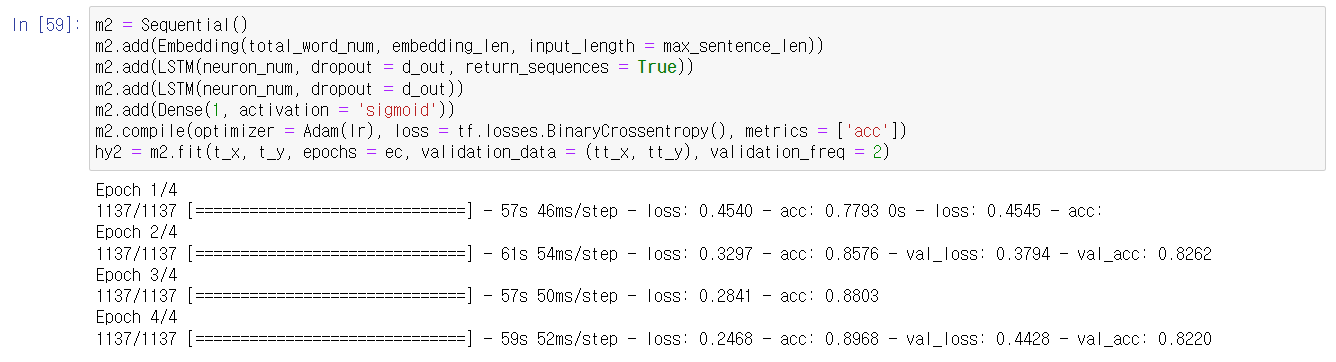 In [59]: m2 = Sequential()
m2.add(Embedding(total_word_num, embedding_len, input_length = max_sentence_len))
m2.add(LSTM(neuron_num, dropout = d_out, return_sequences = True))
m2.add(LSTM(neuron_num, dropout = d_out))
m2.add(Dense(1, activation = 'sigmoid'))
m2.compile(optimizer = Adam(lr), loss = tf.losses.BinaryCrossentropy(), metrics = ['acc'])
hy2 = m2.fit(t_x, t_y, epochs = ec, validation_data = (tt_x, tt_y), validation_freq = 2)
Epoch 1/4
1137/1137 [==============================] - 57s 46ms/step - loss: 0.4540 - acc: 0.7793 0s - loss: 0.4545 - acc:
Epoch 2/4
1137/1137 [==============================] - 61s 54ms/step - loss: 0.3297 - acc: 0.8576 - val_loss: 0.3794 - val_acc: 0.8262
Epoch 3/4
1137/1137 [==============================] - 57s 50ms/step - loss: 0.2841 - acc: 0.8803
Epoch 4/4
1137/1137 [==============================] - 59s 52ms/step - loss: 0.2468 - acc: 0.8968 - val_loss: 0.4428 - val_acc: 0.8220